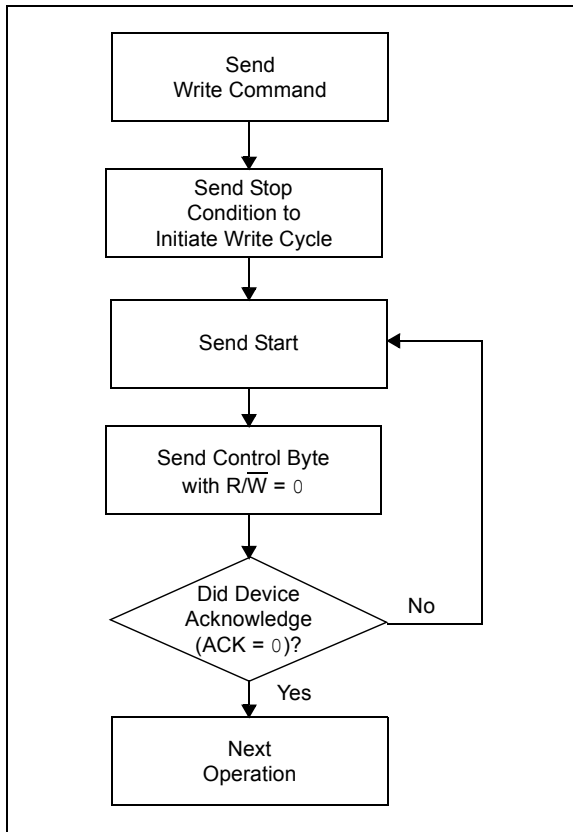 Send
Write Command
Send Stop
Condition to
Initiate Write Cycle
Send Start
Send Control Byte
with R/W̅ = 0
Did Device
Acknowledge
(ACK = 0)?
No
Yes
Next
Operation